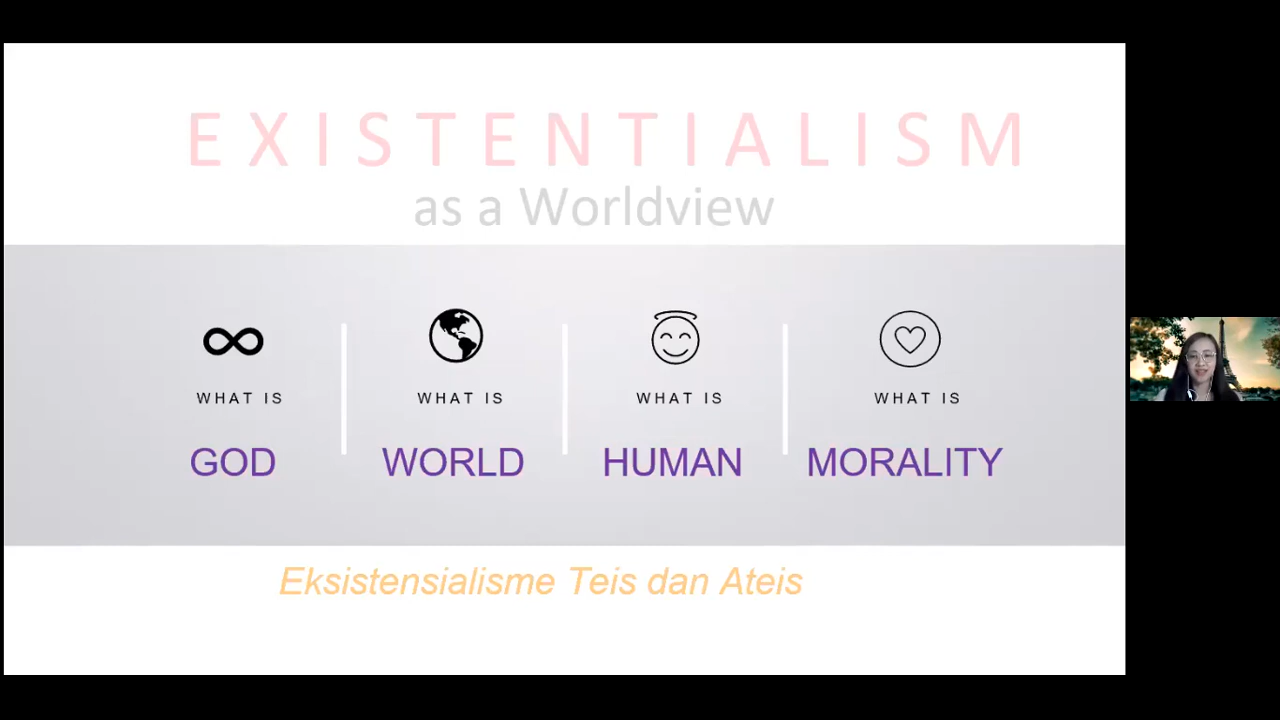 EXISTENTIALISM
as a Worldview
WHAT IS WHAT IS WHAT IS WHAT IS
GOD WORLD HUMAN MORALITY
Eksistensialisme Teis dan Ateis